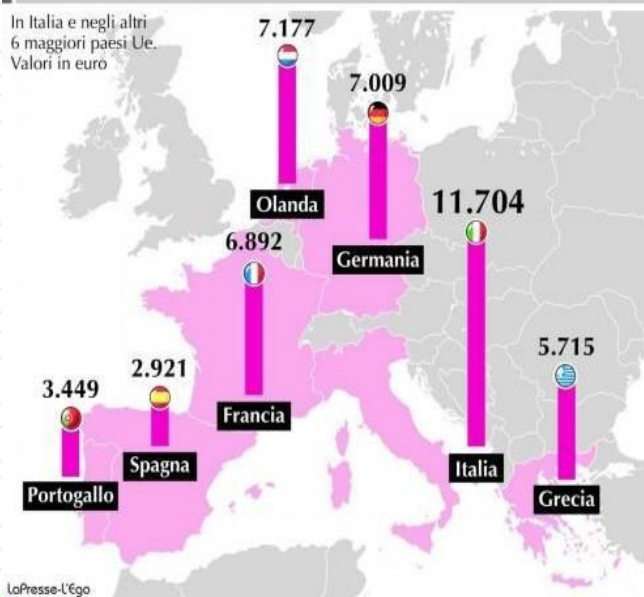 In Italia e negli altri
6 maggiori paesi Ue.
Valori in euro
7.177
Olanda
7.009
Germania
11.704
Italia
6.892
Francia
5.715
Grecia
2.921
Spagna
3.449
Portogallo
LaPresse-L'Ego